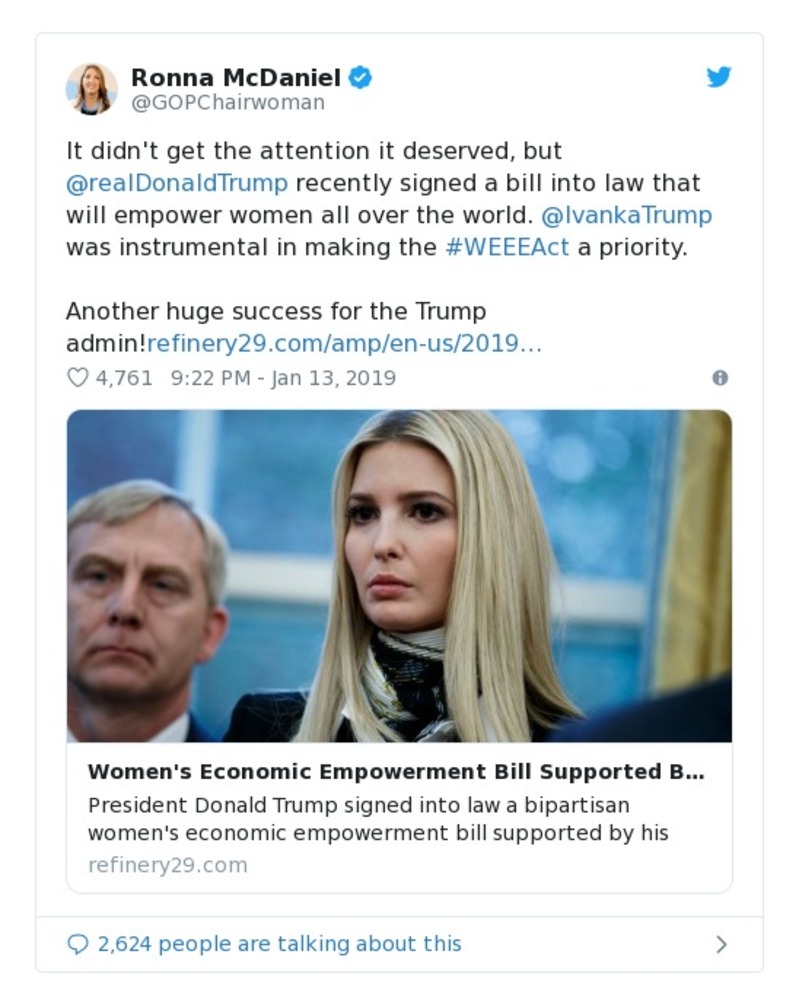 Ronna McDaniel
@GOPChairwoman
It didn't get the attention it deserved, but
@realDonaldTrump recently signed a bill into law that
will empower women all over the world. @IvankaTrump
was instrumental in making the #WEEEAct a priority.
Another huge success for the Trump
admin!refinery29.com/amp/en-us/2019…
4,761 9:22 PM - Jan 13, 2019
Women's Economic Empowerment Bill Supported B…
President Donald Trump signed into law a bipartisan
women's economic empowerment bill supported by his
refinery29.com
2,624 people are talking about this